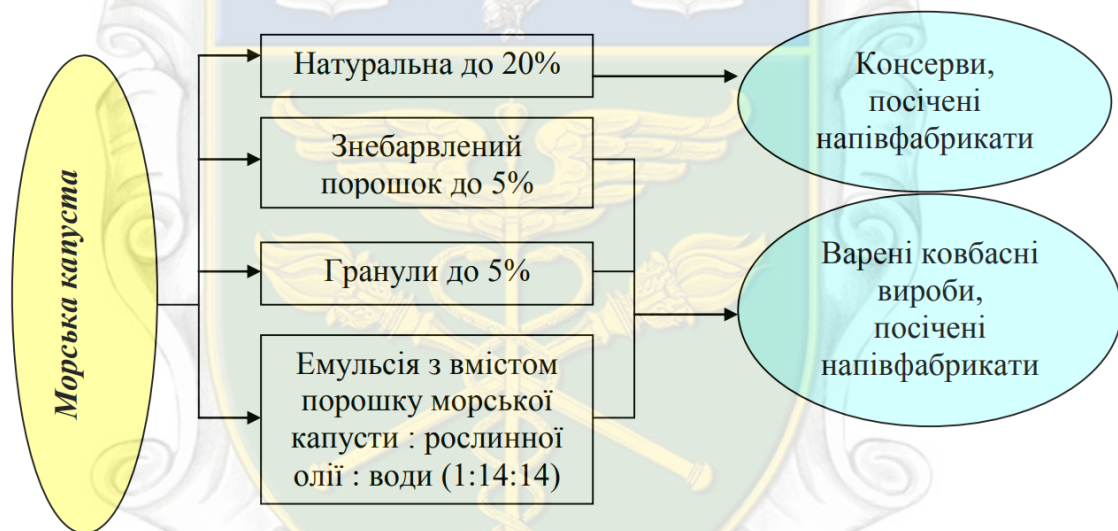 Морська капуста
Натуральна до 20%
Знебарвлений
порошок до 5%
Гранули до 5%
Емульсія з вмістом
порошку морської
капусти : рослинної
олії : води (1:14:14)
Консерви,
посічені
напівфабрикати
Варені ковбасні
вироби,
посічені
напівфабрикати